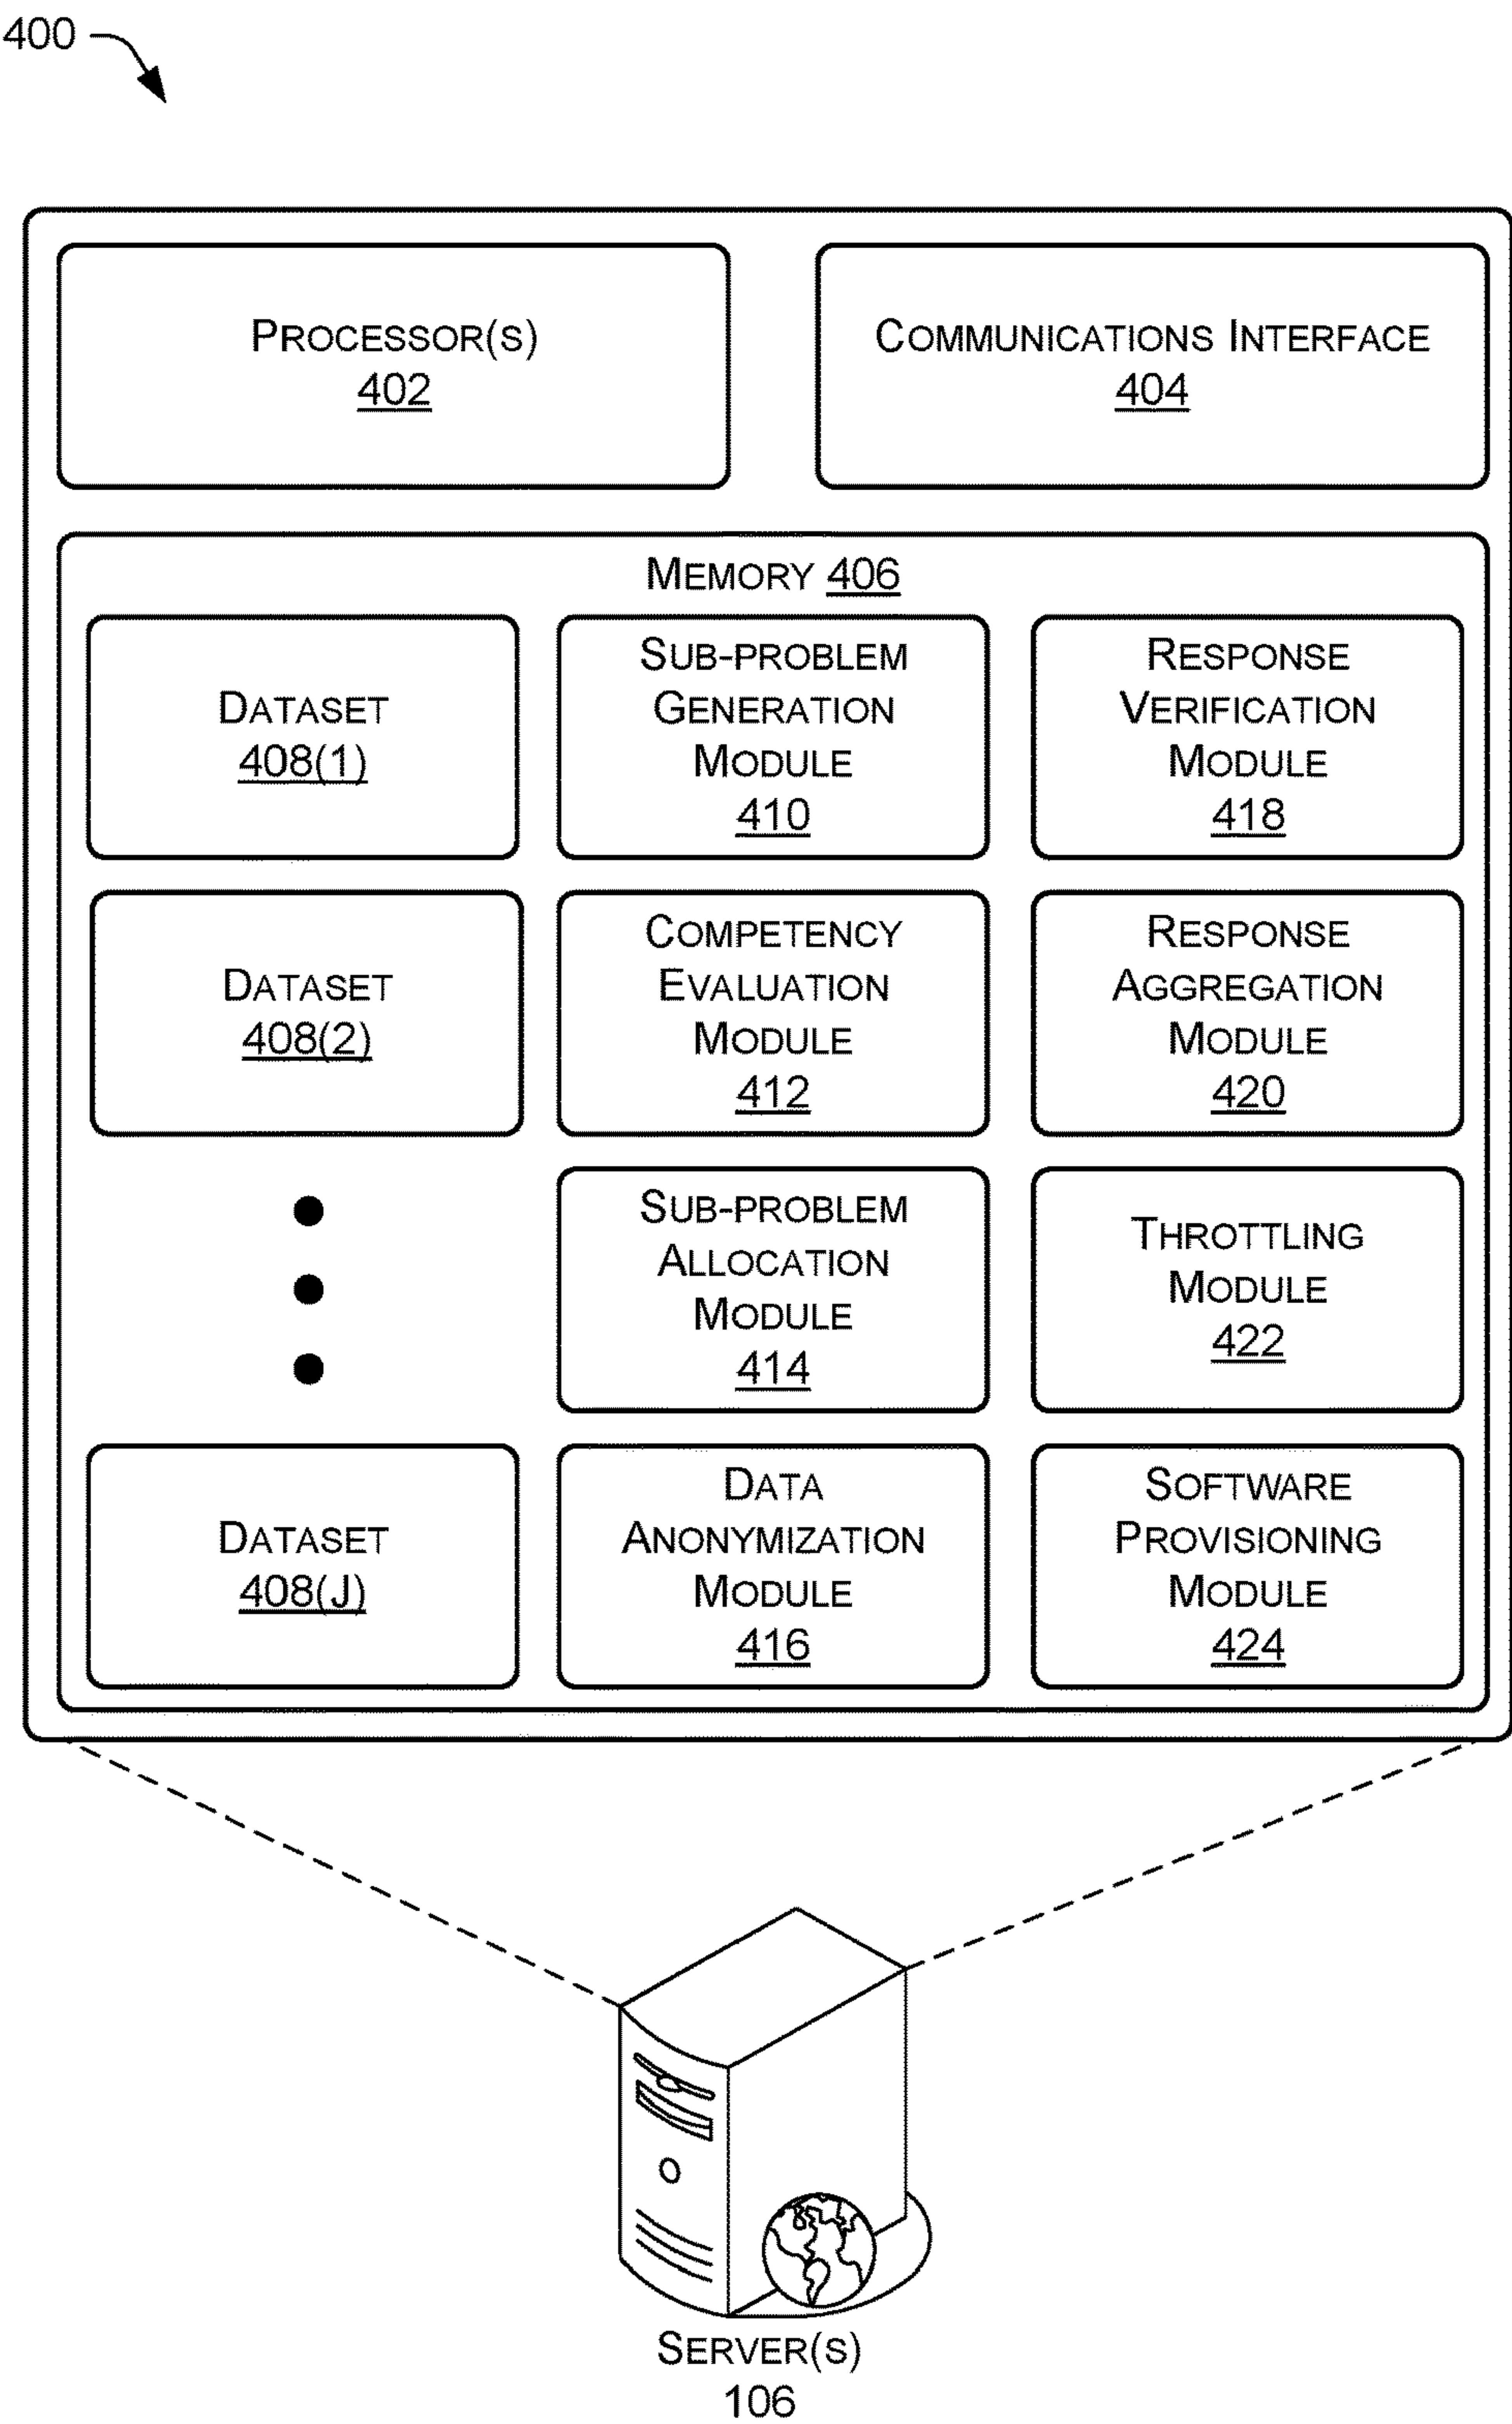 400
PROCESSOR(S)
402
COMMUNICATIONS INTERFACE
404
MEMORY 406
DATASET
408(1)
SUB-PROBLEM
GENERATION
MODULE
410
RESPONSE
VERIFICATION
MODULE
418
DATASET
408(2)
COMPETENCY
EVALUATION
MODULE
412
RESPONSE
AGGREGATION
MODULE
420
SUB-PROBLEM
ALLOCATION
MODULE
414
THROTTLING
MODULE
422
DATASET
408(J)
DATA
ANONYMIZATION
MODULE
416
SOFTWARE
PROVISIONING
MODULE
424
SERVER(S)
106